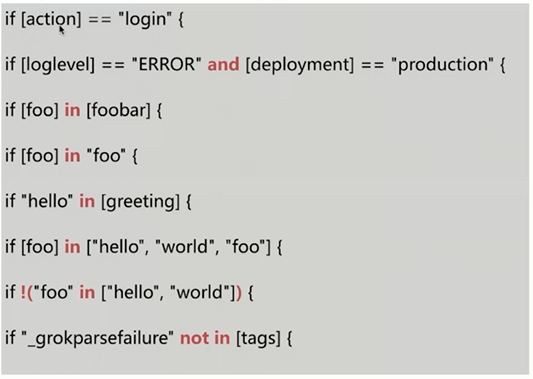 if [action] == "login" {
if [loglevel] == "ERROR" and [deployment] == "production" {
if [foo] in [foobar] {
if [foo] in "foo" {
if "hello" in [greeting] {
if [foo] in ["hello", "world", "foo"] {
if !("foo" in ["hello", "world"]) {
if "_grokparsefailure" not in [tags] {